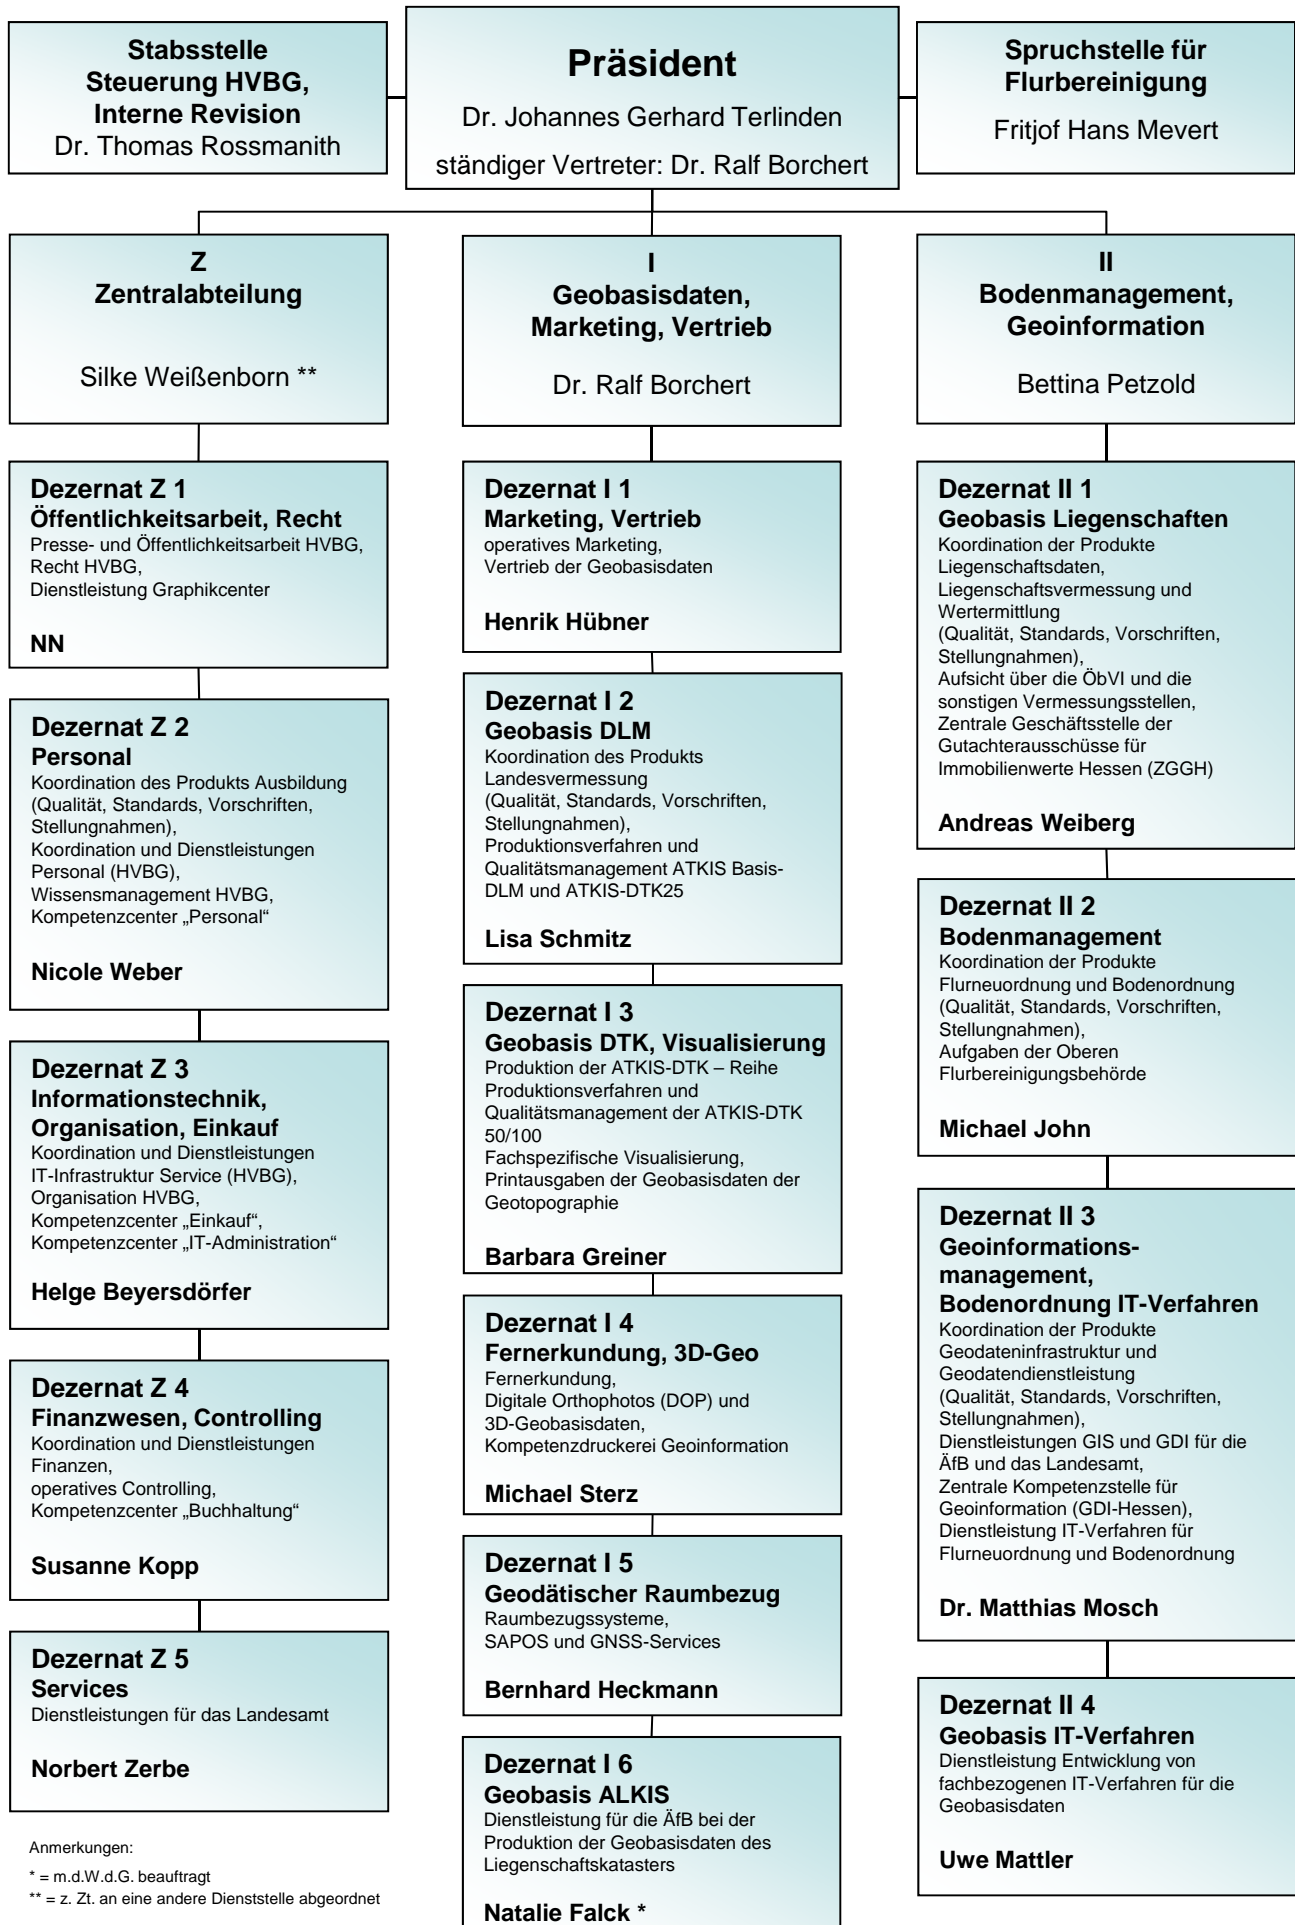 Stabsstelle
Steuerung HVBG,
Interne Revision
Dr. Thomas Rossmanith
Präsident
Dr. Johannes Gerhard Terlinden
ständiger Vertreter: Dr. Ralf Borchert
Spruchstelle für
Flurbereinigung
Fritjof Hans Mevert
Z
Zentralabteilung
Silke Weißenborn **
I
Geobasisdaten,
Marketing, Vertrieb
Dr. Ralf Borchert
II
Bodenmanagement,
Geoinformation
Bettina Petzold
Dezernat Z 1
Öffentlichkeitsarbeit, Recht
Presse- und Öffentlichkeitsarbeit HVBG,
Recht HVBG,
Dienstleistung Graphikcenter
NN
Dezernat Z 2
Personal
Koordination des Produkts Ausbildung
(Qualität, Standards, Vorschriften,
Stellungnahmen),
Koordination und Dienstleistungen
Personal (HVBG),
Wissensmanagement HVBG,
Kompetenzcenter „Personal“
Nicole Weber
Dezernat Z 3
Informationstechnik,
Organisation, Einkauf
Koordination und Dienstleistungen
IT-Infrastruktur Service (HVBG),
Organisation HVBG,
Kompetenzcenter „Einkauf“,
Kompetenzcenter „IT-Administration“
Helge Beyersdörfer
Dezernat Z 4
Finanzwesen, Controlling
Koordination und Dienstleistungen
Finanzen,
operatives Controlling,
Kompetenzcenter „Buchhaltung“
Susanne Kopp
Dezernat Z 5
Services
Dienstleistungen für das Landesamt
Norbert Zerbe
Anmerkungen:
* = m.d.W.d.G. beauftragt
** = z. Zt. an eine andere Dienststelle abgeordnet
Dezernat I 1
Marketing, Vertrieb
operatives Marketing,
Vertrieb der Geobasisdaten
Henrik Hübner
Dezernat I 2
Geobasis DLM
Koordination des Produkts
Landesvermessung
(Qualität, Standards, Vorschriften,
Stellungnahmen),
Produktionsverfahren und
Qualitätsmanagement ATKIS Basis-
DLM und ATKIS-DTK25
Lisa Schmitz
Dezernat I 3
Geobasis DTK, Visualisierung
Produktion der ATKIS-DTK – Reihe
Produktionsverfahren und
Qualitätsmanagement der ATKIS-DTK
50/100
Fachspezifische Visualisierung,
Printausgaben der Geobasisdaten der
Geotopographie
Barbara Greiner
Dezernat I 4
Fernerkundung, 3D-Geo
Fernerkundung,
Digitale Orthophotos (DOP) und
3D-Geobasisdaten,
Kompetenzdruckerei Geoinformation
Michael Sterz
Dezernat I 5
Geodätischer Raumbezug
Raumbezugssysteme,
SAPOS und GNSS-Services
Bernhard Heckmann
Dezernat I 6
Geobasis ALKIS
Dienstleistung für die ÄfB bei der
Produktion der Geobasisdaten des
Liegenschaftskatasters
Natalie Falck *
Dezernat II 1
Geobasis Liegenschaften
Koordination der Produkte
Liegenschaftsdaten,
Liegenschaftsvermessung und
Wertermittlung
(Qualität, Standards, Vorschriften,
Stellungnahmen),
Aufsicht über die ÖbVI und die
sonstigen Vermessungsstellen,
Zentrale Geschäftsstelle der
Gutachterausschüsse für
Immobilienwerte Hessen (ZGGH)
Andreas Weiberg
Dezernat II 2
Bodenmanagement
Koordination der Produkte
Flurneuordnung und Bodenordnung
(Qualität, Standards, Vorschriften,
Stellungnahmen),
Aufgaben der Oberen
Flurbereinigungsbehörde
Michael John
Dezernat II 3
Geoinformations-
management,
Bodenordnung IT-Verfahren
Koordination der Produkte
Geodateninfrastruktur und
Geodatendienstleistung
(Qualität, Standards, Vorschriften,
Stellungnahmen),
Dienstleistungen GIS und GDI für die
ÄfB und das Landesamt,
Zentrale Kompetenzstelle für
Geoinformation (GDI-Hessen),
Dienstleistung IT-Verfahren für
Flurneuordnung und Bodenordnung
Dr. Matthias Mosch
Dezernat II 4
Geobasis IT-Verfahren
Dienstleistung Entwicklung von
fachbezogenen IT-Verfahren für die
Geobasisdaten
Uwe Mattler